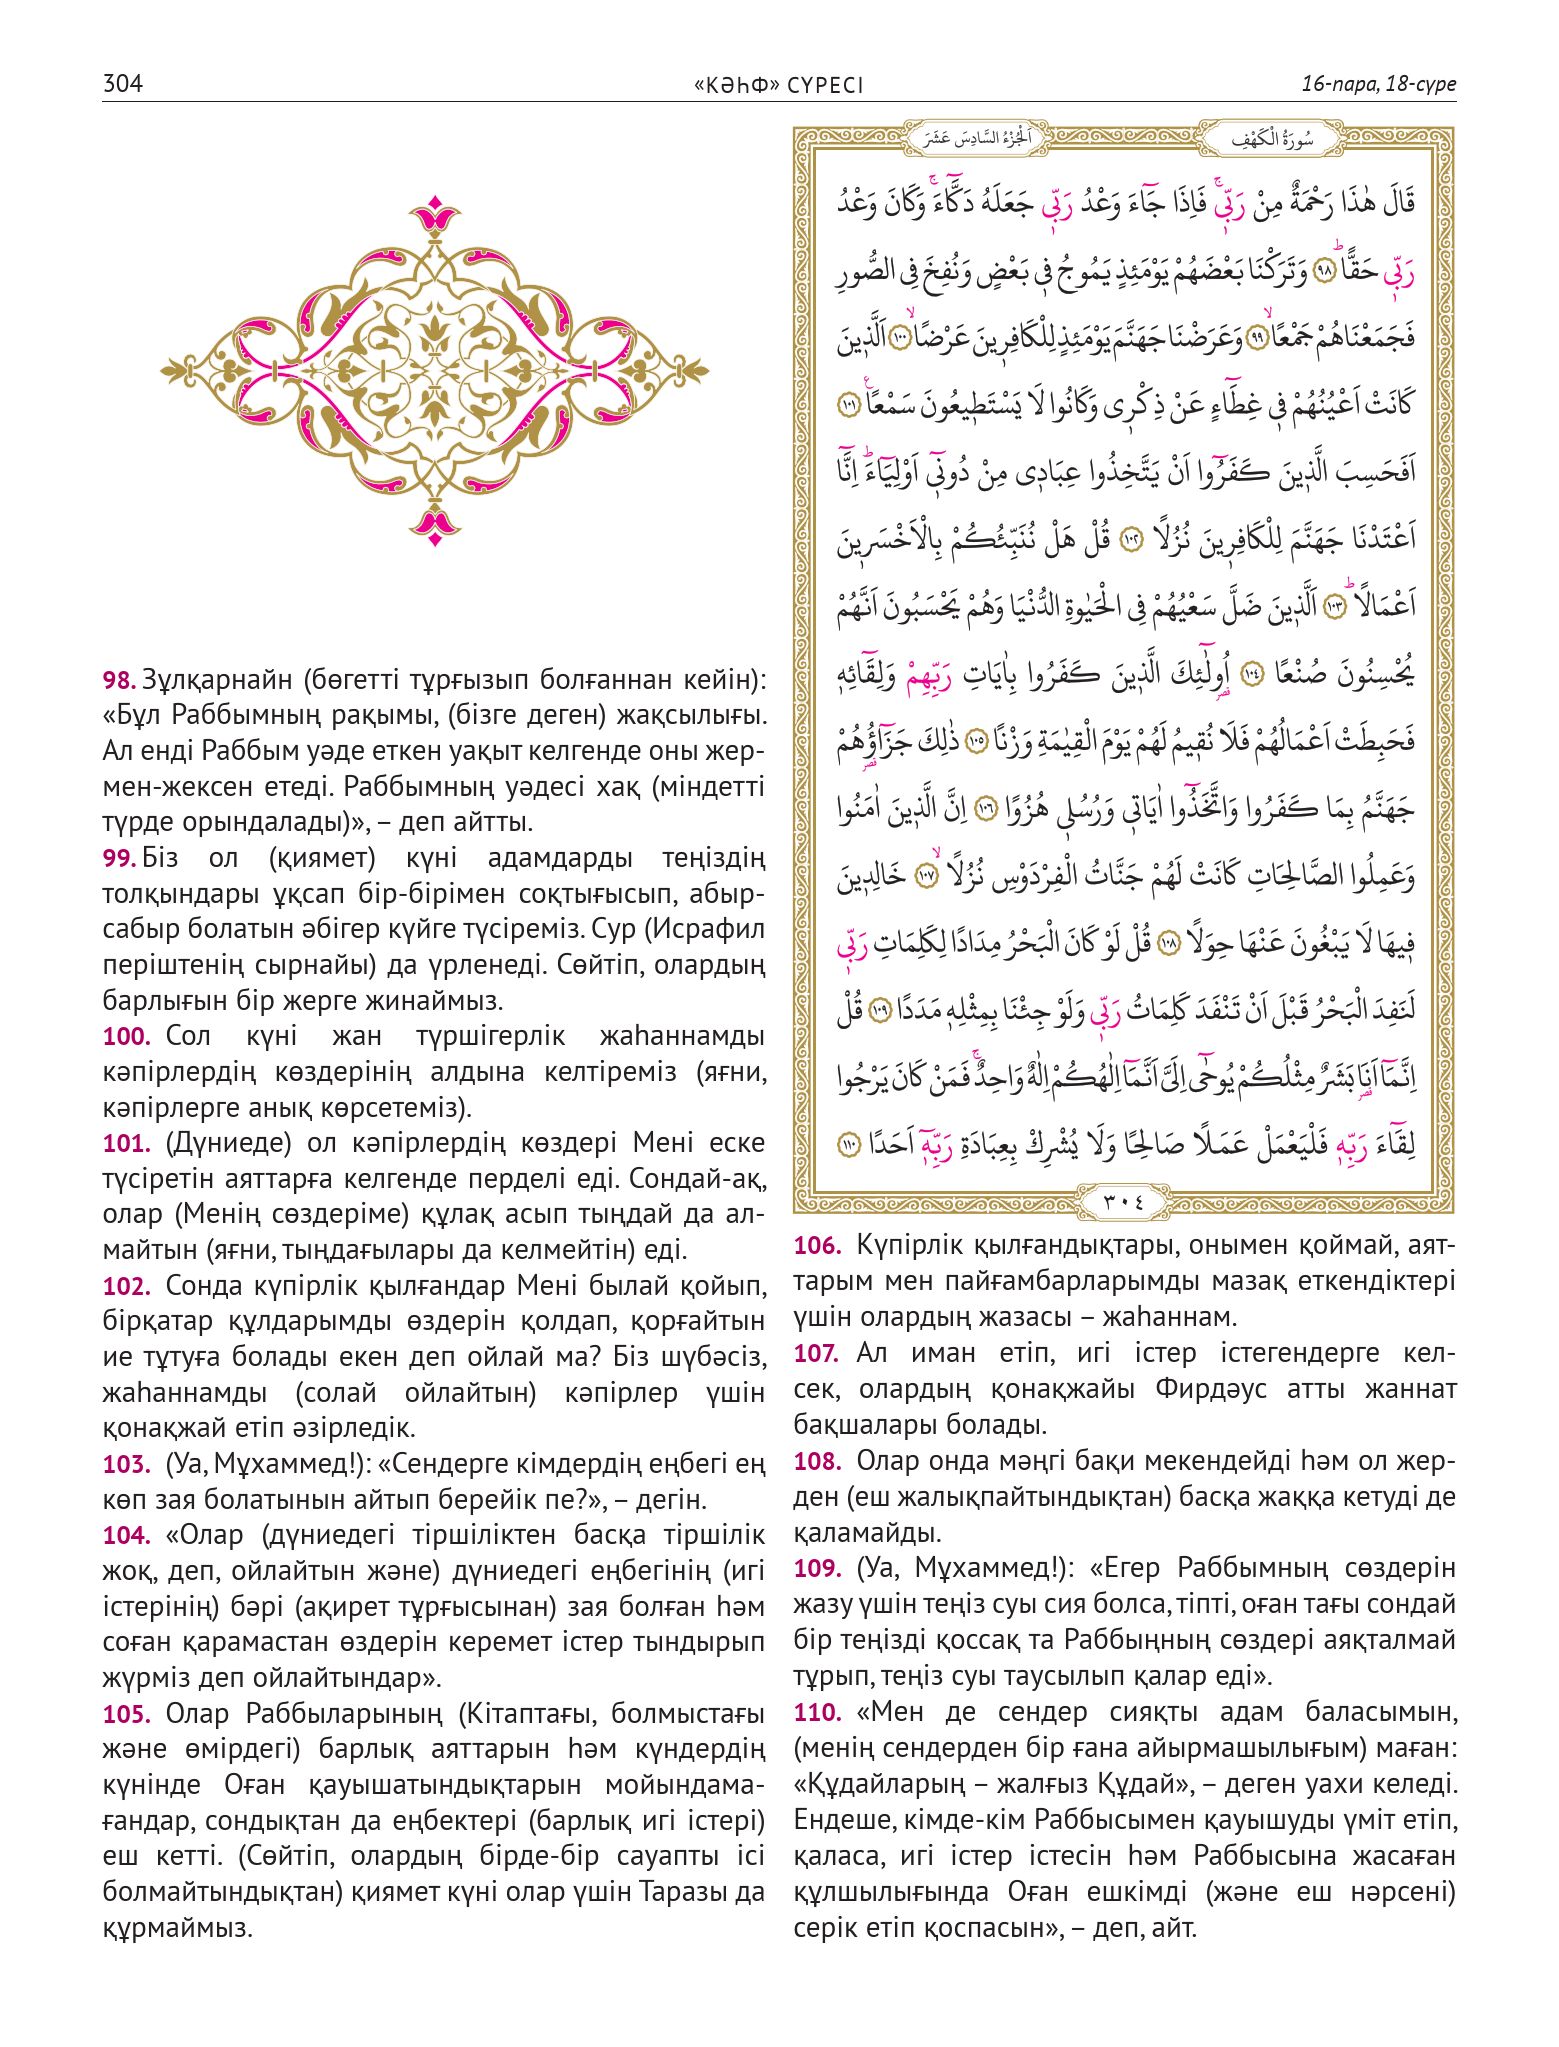 304
«КӘҺФ» СҮРЕСІ
16-пара, 18-сүре
سُورَةُ الْكَهْفِ
اَلْجُزْءُ السَّادِسَ عَشَرَ
قَالَ هٰذَا رَحْمَةٌ مِنْ رَبّ۪يۚ فَاِذَا جَٓاءَ وَعْدُ رَبّ۪ي جَعَلَهُ دَكَّٓاءَۚ وَكَانَ وَعْدُ
رَبّ۪ي حَقًّاۜ ﴿٩٨﴾ وَتَرَكْنَا بَعْضَهُمْ يَوْمَئِذٍ يَمُوجُ ف۪ي بَعْضٍ وَنُفِخَ فِي الصُّورِ
فَجَمَعْنَاهُمْ جَمْعًاۙ ﴿٩٩﴾ وَعَرَضْنَا جَهَنَّمَ يَوْمَئِذٍ لِلْكَافِر۪ينَ عَرْضًاۙ ﴿١٠٠﴾ اَلَّذ۪ينَ
كَانَتْ اَعْيُنُهُمْ ف۪ي غِطَٓاءٍ عَنْ ذِكْر۪ي وَكَانُوا لَا يَسْتَط۪يعُونَ سَمْعًاۚ ﴿١٠١﴾
اَفَحَسِبَ الَّذ۪ينَ كَفَرُٓوا اَنْ يَتَّخِذُوا عِبَاد۪ي مِنْ دُون۪ٓي اَوْلِيَٓاءَۜ اِنَّٓا
اَعْتَدْنَا جَهَنَّمَ لِلْكَافِر۪ينَ نُزُلًا ﴿١٠٢﴾ قُلْ هَلْ نُنَبِّئُكُمْ بِالْاَخْسَر۪ينَ
اَعْمَالًاۜ ﴿١٠٣﴾ اَلَّذ۪ينَ ضَلَّ سَعْيُهُمْ فِي الْحَيٰوةِ الدُّنْيَا وَهُمْ يَحْسَبُونَ اَنَّهُمْ
يُحْسِنُونَ صُنْعًا ﴿١٠٤﴾ اُو۬لٰٓئِكَ الَّذ۪ينَ كَفَرُوا بِاٰيَاتِ رَبِّهِمْ وَلِقَٓائِه۪
فَحَبِطَتْ اَعْمَالُهُمْ فَلَا نُق۪يمُ لَهُمْ يَوْمَ الْقِيٰمَةِ وَزْنًا ﴿١٠٥﴾ ذٰلِكَ جَزَٓاؤُ۬هُمْ
جَهَنَّمُ بِمَا كَفَرُوا وَاتَّخَذُٓوا اٰيَات۪ي وَرُسُل۪ي هُزُوًا ﴿١٠٦﴾ اِنَّ الَّذ۪ينَ اٰمَنُوا
وَعَمِلُوا الصَّالِحَاتِ كَانَتْ لَهُمْ جَنَّاتُ الْفِرْدَوْسِ نُزُلًاۙ ﴿١٠٧﴾ خَالِد۪ينَ
ف۪يهَا لَا يَبْغُونَ عَنْهَا حِوَلًا ﴿١٠٨﴾ قُلْ لَوْ كَانَ الْبَحْرُ مِدَادًا لِكَلِمَاتِ رَبّ۪ي
لَنَفِدَ الْبَحْرُ قَبْلَ اَنْ تَنْفَدَ كَلِمَاتُ رَبّ۪ي وَلَوْ جِئْنَا بِمِثْلِه۪ مَدَدًا ﴿١٠٩﴾ قُلْ
اِنَّمَٓا اَنَا۬ بَشَرٌ مِثْلُكُمْ يُوحٰٓى اِلَيَّ اَنَّمَٓا اِلٰهُكُمْ اِلٰهٌ وَاحِدٌۚ فَمَنْ كَانَ يَرْجُوا
لِقَٓاءَ رَبِّه۪ فَلْيَعْمَلْ عَمَلًا صَالِحًا وَلَا يُشْرِكْ بِعِبَادَةِ رَبِّه۪ٓ اَحَدًا ﴿١١٠﴾
٣٠٤
98. Зұлқарнайн (бөгетті тұрғызып болғаннан кейін):
«Бұл Раббымның рақымы, (бізге деген) жақсылығы.
Ал енді Раббым уәде еткен уақыт келгенде оны жер-
мен-жексен етеді. Раббымның уәдесі хақ (міндетті
түрде орындалады)», – деп айтты.
99. Біз ол (қиямет) күні адамдарды теңіздің
толқындары ұқсап бір-бірімен соқтығысып, абыр-
сабыр болатын әбігер күйге түсіреміз. Сур (Исрафил
періштенің сырнайы) да үрленеді. Сөйтіп, олардың
барлығын бір жерге жинаймыз.
100. Сол күні жан түршігерлік жаһаннамды
кәпірлердің көздерінің алдына келтіреміз (яғни,
кәпірлерге анық көрсетеміз).
101. (Дүниеде) ол кәпірлердің көздері Мені еске
түсіретін аяттарға келгенде перделі еді. Сондай-ақ,
олар (Менің сөздеріме) құлақ асып тыңдай да ал-
майтын (яғни, тыңдағылары да келмейтін) еді.
102. Сонда күпірлік қылғандар Мені былай қойып,
бірқатар құлдарымды өздерін қолдап, қорғайтын
ие тұтуға болады екен деп ойлай ма? Біз шүбәсіз,
жаһаннамды (солай ойлайтын) кәпірлер үшін
қонақжай етіп әзірледік.
103. (Уа, Мұхаммед!): «Сендерге кімдердің еңбегі ең
көп зая болатынын айтып берейік пе?», – дегін.
104. «Олар (дүниедегі тіршіліктен басқа тіршілік
жоқ, деп, ойлайтын және) дүниедегі еңбегінің (игі
істерінің) бәрі (ақирет тұрғысынан) зая болған һәм
соған қарамастан өздерін керемет істер тындырып
жүрміз деп ойлайтындар».
105. Олар Раббыларының (Кітаптағы, болмыстағы
және өмірдегі) барлық аяттарын һәм күндердің
күнінде Оған қауышатындықтарын мойындама-
ғандар, сондықтан да еңбектері (барлық игі істері)
еш кетті. (Сөйтіп, олардың бірде-бір сауапты ісі
болмайтындықтан) қиямет күні олар үшін Таразы да
құрмаймыз.
106. Күпірлік қылғандықтары, онымен қоймай, аят-
тарым мен пайғамбарларымды мазақ еткендіктері
үшін олардың жазасы – жаһаннам.
107. Ал иман етіп, игі істер істегендерге кел-
сек, олардың қонақжайы Фирдәус атты жаннат
бақшалары болады.
108. Олар онда мәңгі бақи мекендейді һәм ол жер-
ден (еш жалықпайтындықтан) басқа жаққа кетуді де
қаламайды.
109. (Уа, Мұхаммед!): «Егер Раббымның сөздерін
жазу үшін теңіз суы сия болса, тіпті, оған тағы сондай
бір теңізді қоссақ та Раббыңның сөздері аяқталмай
тұрып, теңіз суы таусылып қалар еді».
110. «Мен де сендер сияқты адам баласымын,
(менің сендерден бір ғана айырмашылығым) маған:
«Құдайларың – жалғыз Құдай», – деген уахи келеді.
Ендеше, кімде-кім Раббысымен қауышуды үміт етіп,
қаласа, игі істер істесін һәм Раббысына жасаған
құлшылығында Оған ешкімді (және еш нәрсені)
серік етіп қоспасын», – деп, айт.